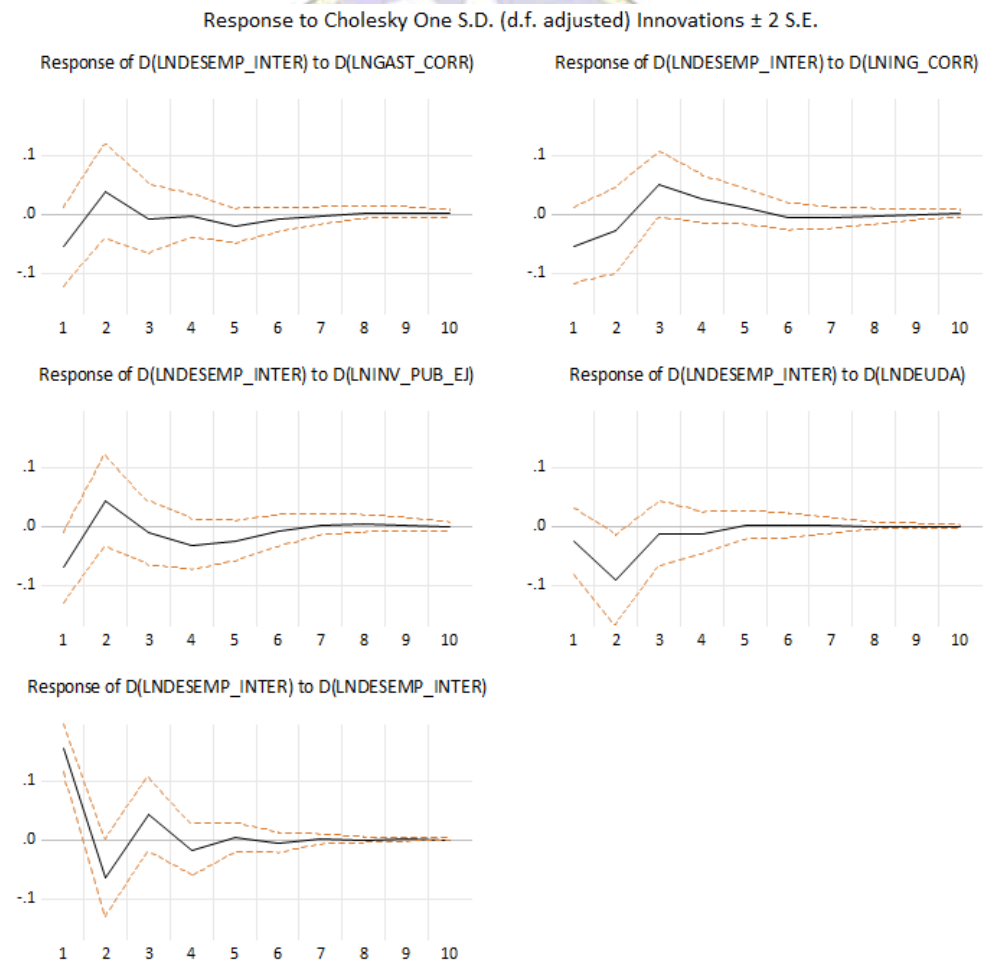 Response to Cholesky One S.D. (d.f. adjusted) Innovations ± 2 S.E.
Response of D(LNDESEMP_INTER) to D(LNGAST_CORR)
.1
.0
-.1
1 2 3 4 5 6 7 8 9 10
Response of D(LNDESEMP_INTER) to D(LNING_CORR)
.1
.0
-.1
1 2 3 4 5 6 7 8 9 10
Response of D(LNDESEMP_INTER) to D(LNINV_PUB_EJ)
.1
.0
-.1
1 2 3 4 5 6 7 8 9 10
Response of D(LNDESEMP_INTER) to D(LNDEUDA)
.1
.0
-.1
1 2 3 4 5 6 7 8 9 10
Response of D(LNDESEMP_INTER) to D(LNDESEMP_INTER)
.1
.0
-.1
1 2 3 4 5 6 7 8 9 10